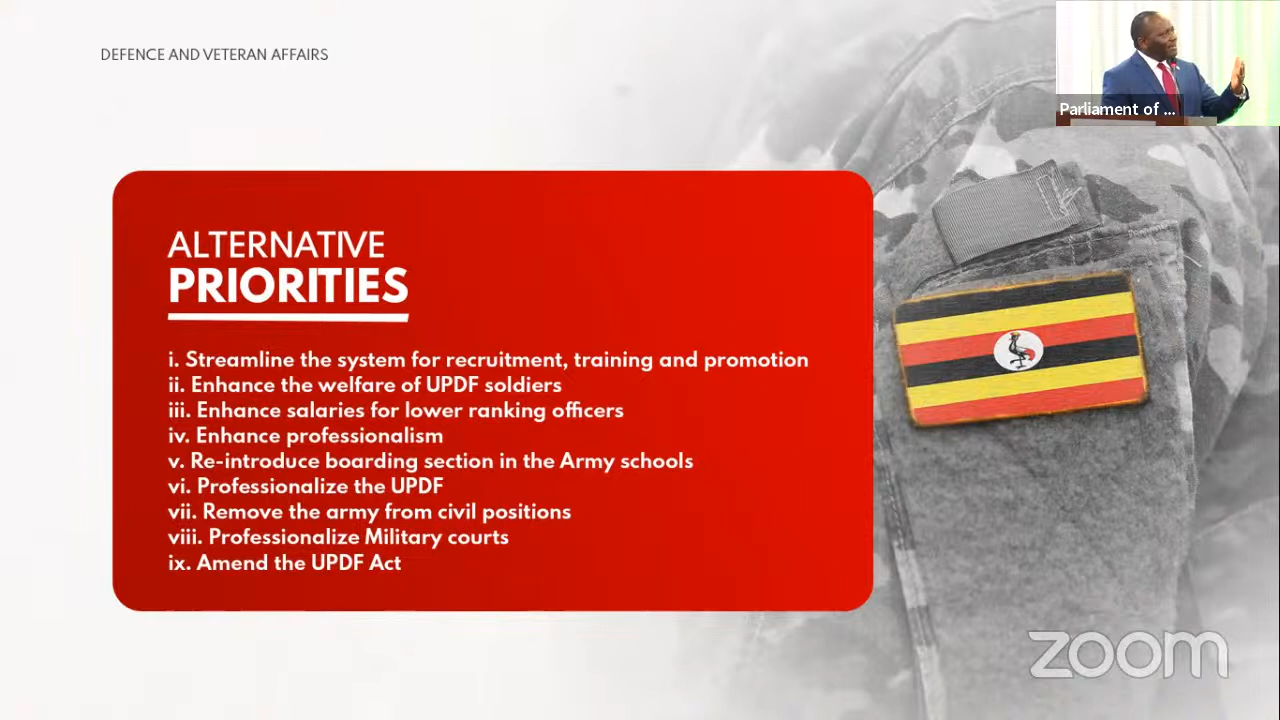 DEFENCE AND VETERAN AFFAIRS
Parliament of ...
ALTERNATIVE
PRIORITIES
i. Streamline the system for recruitment, training and promotion
ii. Enhance the welfare of UPDF soldiers
iii. Enhance salaries for lower ranking officers
iv. Enhance professionalism
v. Re-introduce boarding section in the Army schools
vi. Professionalize the UPDF
vii. Remove the army from civil positions
viii. Professionalize Military courts
ix. Amend the UPDF Act
zoom